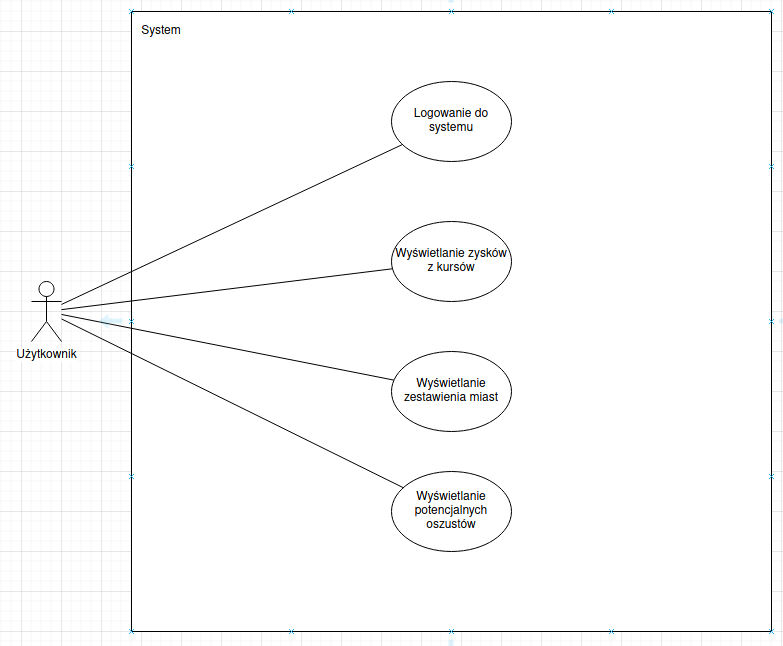 System
Logowanie do
systemu
Wyświetlanie zysków
z kursów
Użytkownik
Wyświetlanie
zestawienia miast
Wyświetlanie
potencjalnych
oszustów